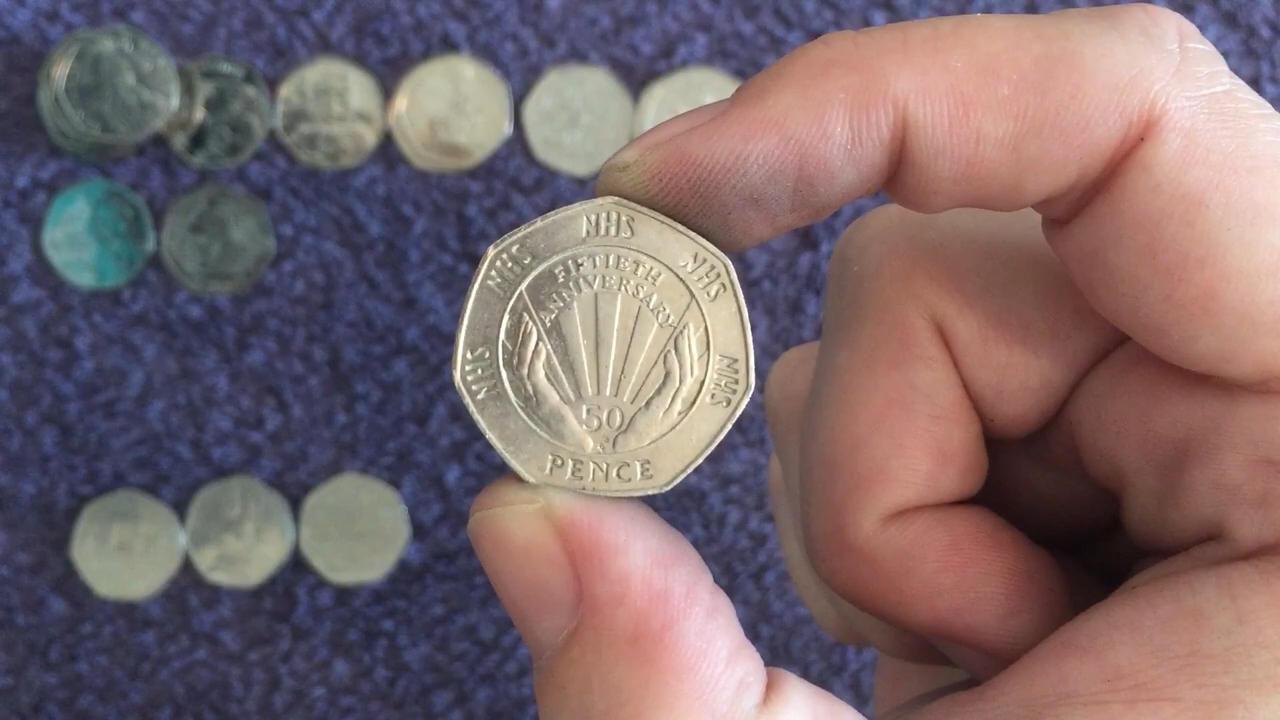 NHS NHS NHS NHS NHS
FIFTIETH
ANNIVERSARY
50
PENCE